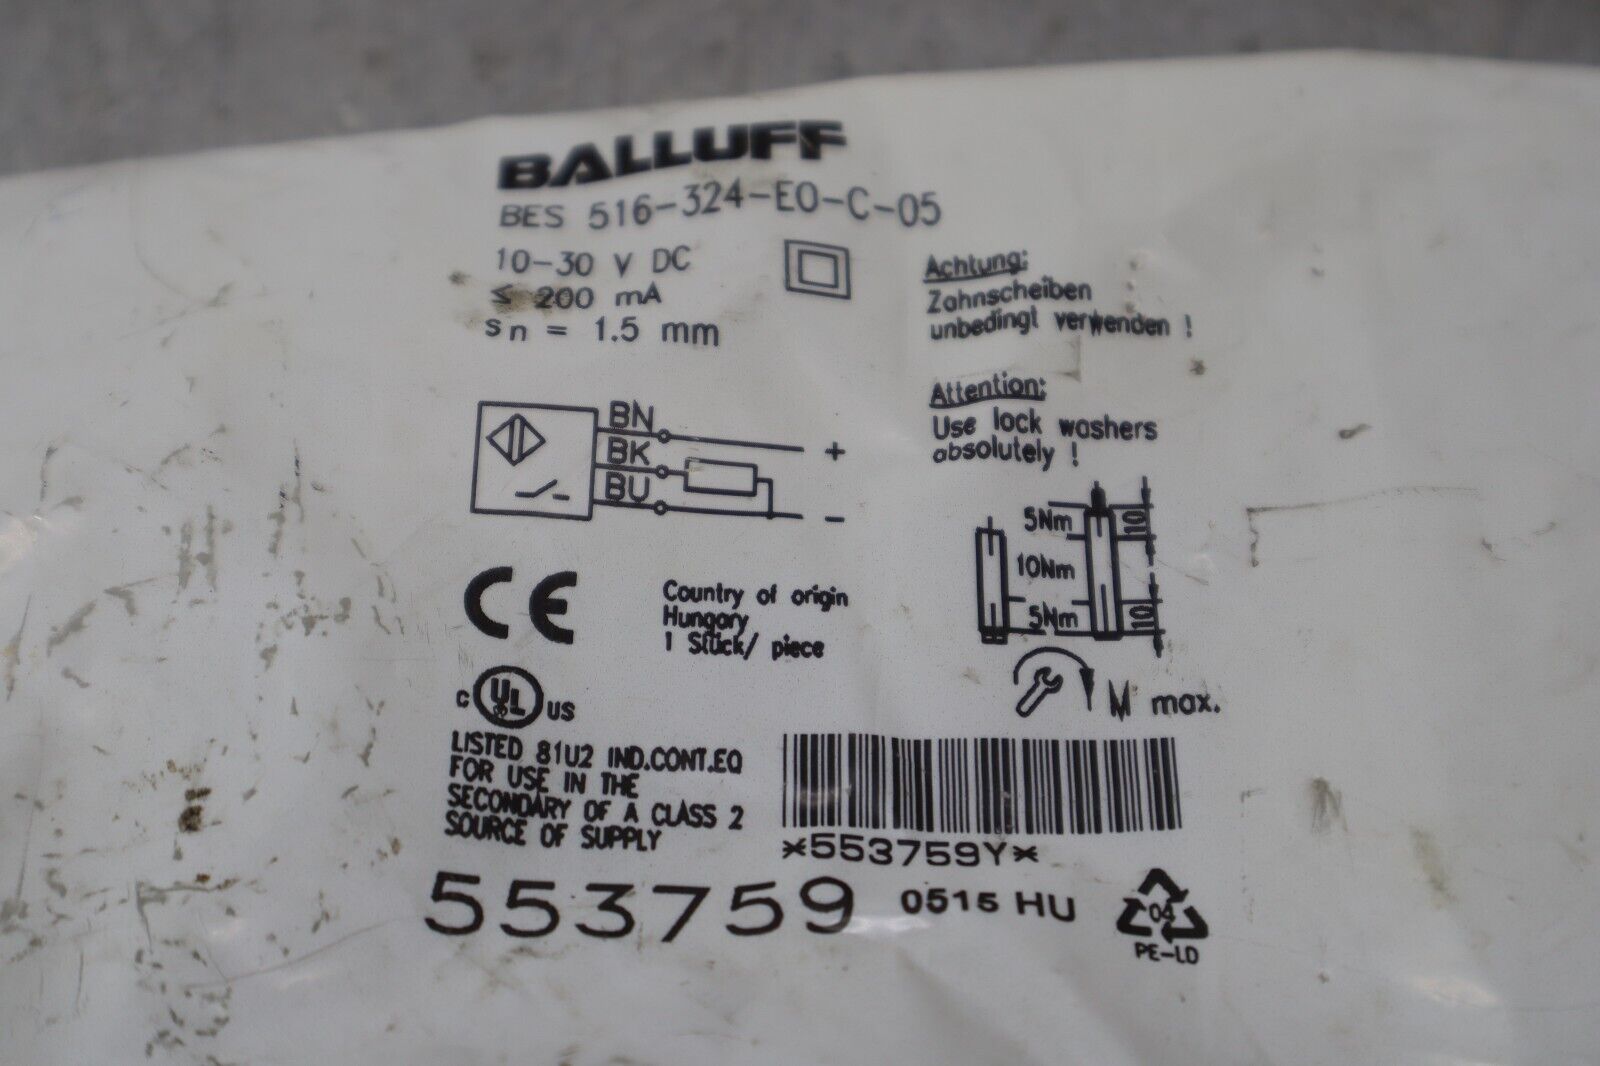 BALLUFF
BES 516-324-E0-C-05
10-30 V DC
≤ 200 mA
sn = 1.5 mm
Achtung:
Zahnscheiben
unbedingt verwenden !
Attention:
Use lock washers
absolutely !
BN
+
BK
BU
-
5Nm
10
10Nm
5Nm
10
M max.
CE
Country of origin
Hungary
1 Stück/ piece
C UL US
LISTED 81U2 IND.CONT.EQ
FOR USE IN THE
SECONDARY OF A CLASS 2
SOURCE OF SUPPLY
*553759Y*
553759
0515 HU
04
PE-LD